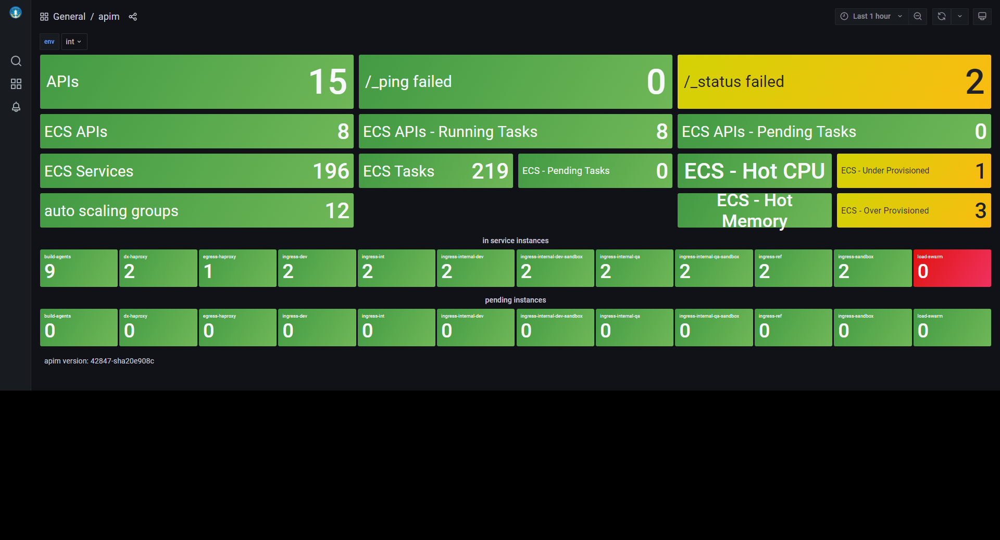 General / apim
Last 1 hour
env int
APIs 15
/_ping failed 0
/_status failed 2
ECS APIs 8
ECS APIs - Running Tasks 8
ECS APIs - Pending Tasks 0
ECS Services 196
ECS Tasks 219
ECS - Pending Tasks 0
ECS - Hot CPU
ECS - Under Provisioned 1
auto scaling groups 12
ECS - Hot
Memory
ECS - Over Provisioned 3
in service instances
build-agents
9
dx-haproxy
2
egress-haproxy
1
ingress-dev
2
ingress-int
2
ingress-internal-dev
2
ingress-internal-dev-sandbox
2
ingress-internal-qa
2
ingress-internal-qa-sandbox
2
ingress-ref
2
ingress-sandbox
2
load-swarm
0
pending instances
build-agents
0
dx-haproxy
0
egress-haproxy
0
ingress-dev
0
ingress-int
0
ingress-internal-dev
0
ingress-internal-dev-sandbox
0
ingress-internal-qa
0
ingress-internal-qa-sandbox
0
ingress-ref
0
ingress-sandbox
0
load-swarm
0
apim version: 42847-sha20e908c